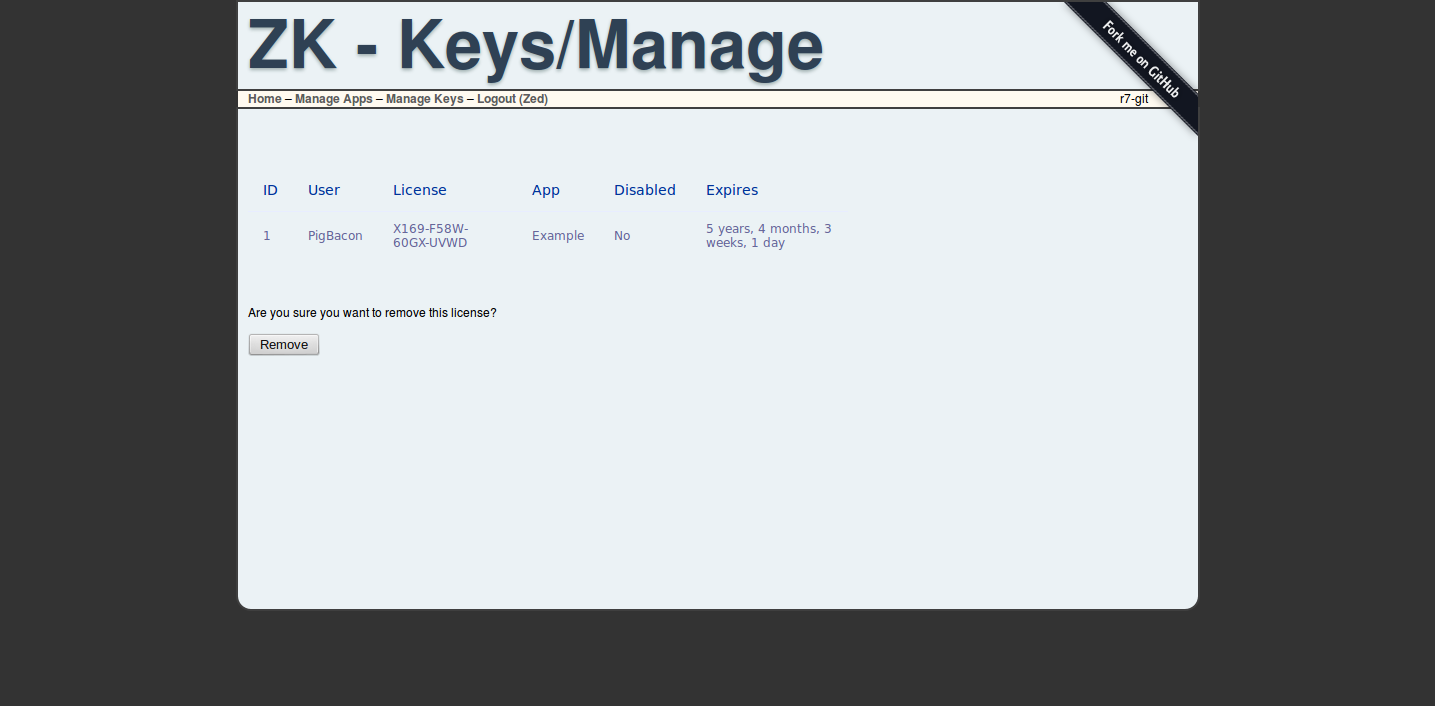 ZK - Keys/Manage
Fork me on GitHub
Home – Manage Apps – Manage Keys – Logout (Zed) r7-git
ID User License App Disabled Expires
1 PigBacon X169-F58W- Example No 5 years, 4 months, 3
60GX-UVWD weeks, 1 day
Are you sure you want to remove this license?
Remove